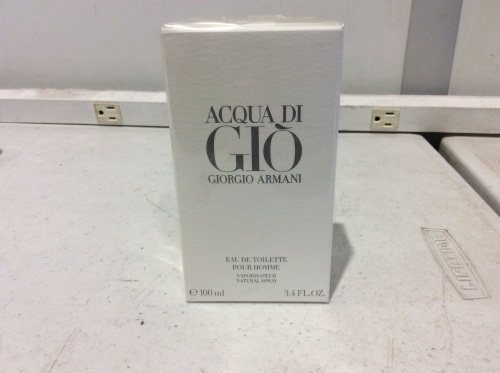 ACQUA DI
GIÒ
GIORGIO ARMANI
EAU DE TOILETTE
POUR HOMME
VAPORISATEUR
NATURAL SPRAY
℮ 100 ml 3.4 FL.OZ.
LIFETIME